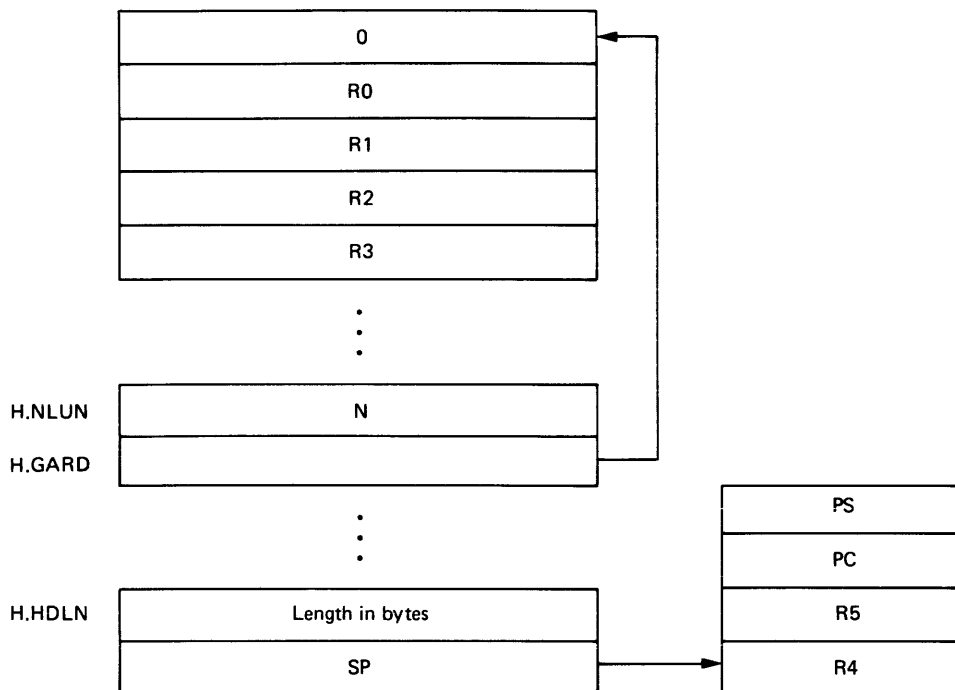 0
R0
R1
R2
R3
H.NLUN N
H.GARD
PS
PC
H.HDLN Length in bytes R5
SP R4